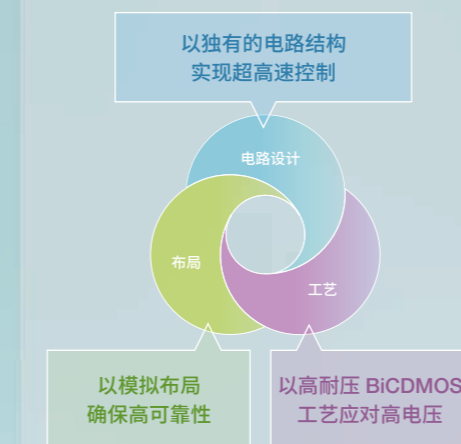 以独有的电路结构
实现超高速控制
电路设计
布局
工艺
以模拟布局
确保高可靠性
以高耐压 BiCDMOS
工艺应对高电压